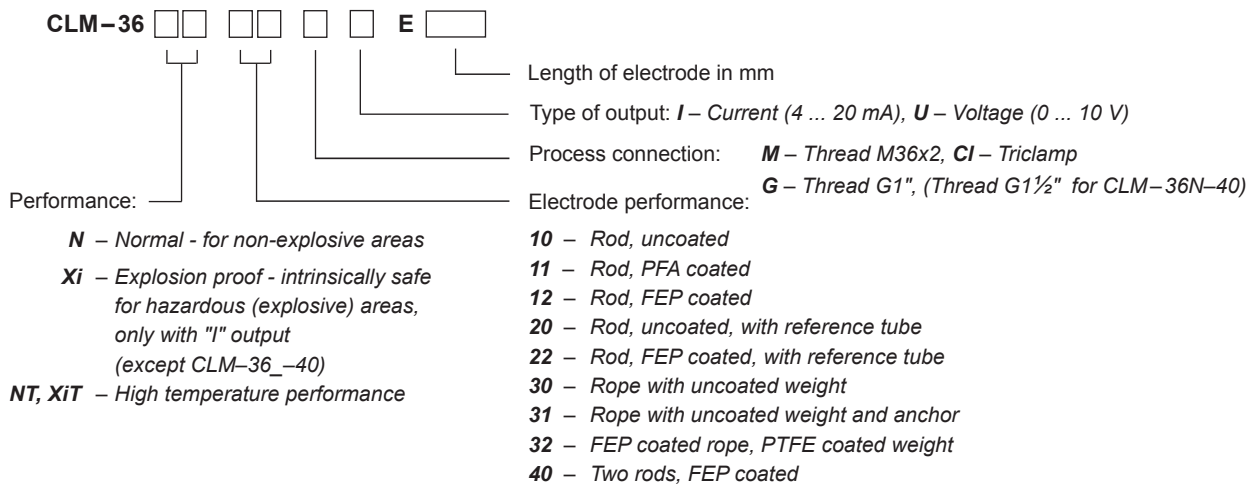 CLM–36 E
Length of electrode in mm
Type of output: I – Current (4 ... 20 mA), U – Voltage (0 ... 10 V)
Process connection: M – Thread M36x2, Cl – Triclamp
G – Thread G1", (Thread G1½" for CLM–36N–40)
Performance:
N – Normal - for non-explosive areas
Xi – Explosion proof - intrinsically safe
for hazardous (explosive) areas,
only with "I" output
(except CLM–36_–40)
NT, XiT – High temperature performance
Electrode performance:
10 – Rod, uncoated
11 – Rod, PFA coated
12 – Rod, FEP coated
20 – Rod, uncoated, with reference tube
22 – Rod, FEP coated, with reference tube
30 – Rope with uncoated weight
31 – Rope with uncoated weight and anchor
32 – FEP coated rope, PTFE coated weight
40 – Two rods, FEP coated